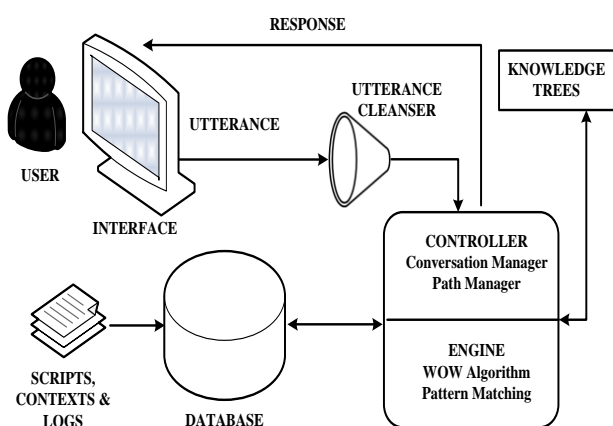 RESPONSE
KNOWLEDGE
TREES
UTTERANCE
CLEANSER
UTTERANCE
USER
INTERFACE
CONTROLLER
Conversation Manager
Path Manager
ENGINE
WOW Algorithm
Pattern Matching
SCRIPTS,
CONTEXTS &
LOGS
DATABASE